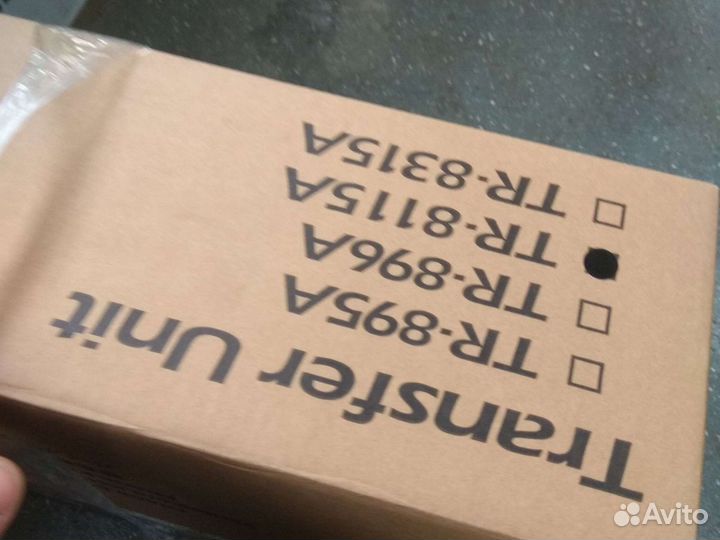 Transfer Unit
TR-895A
TR-896A
TR-8115A
TR-8315A
Avito